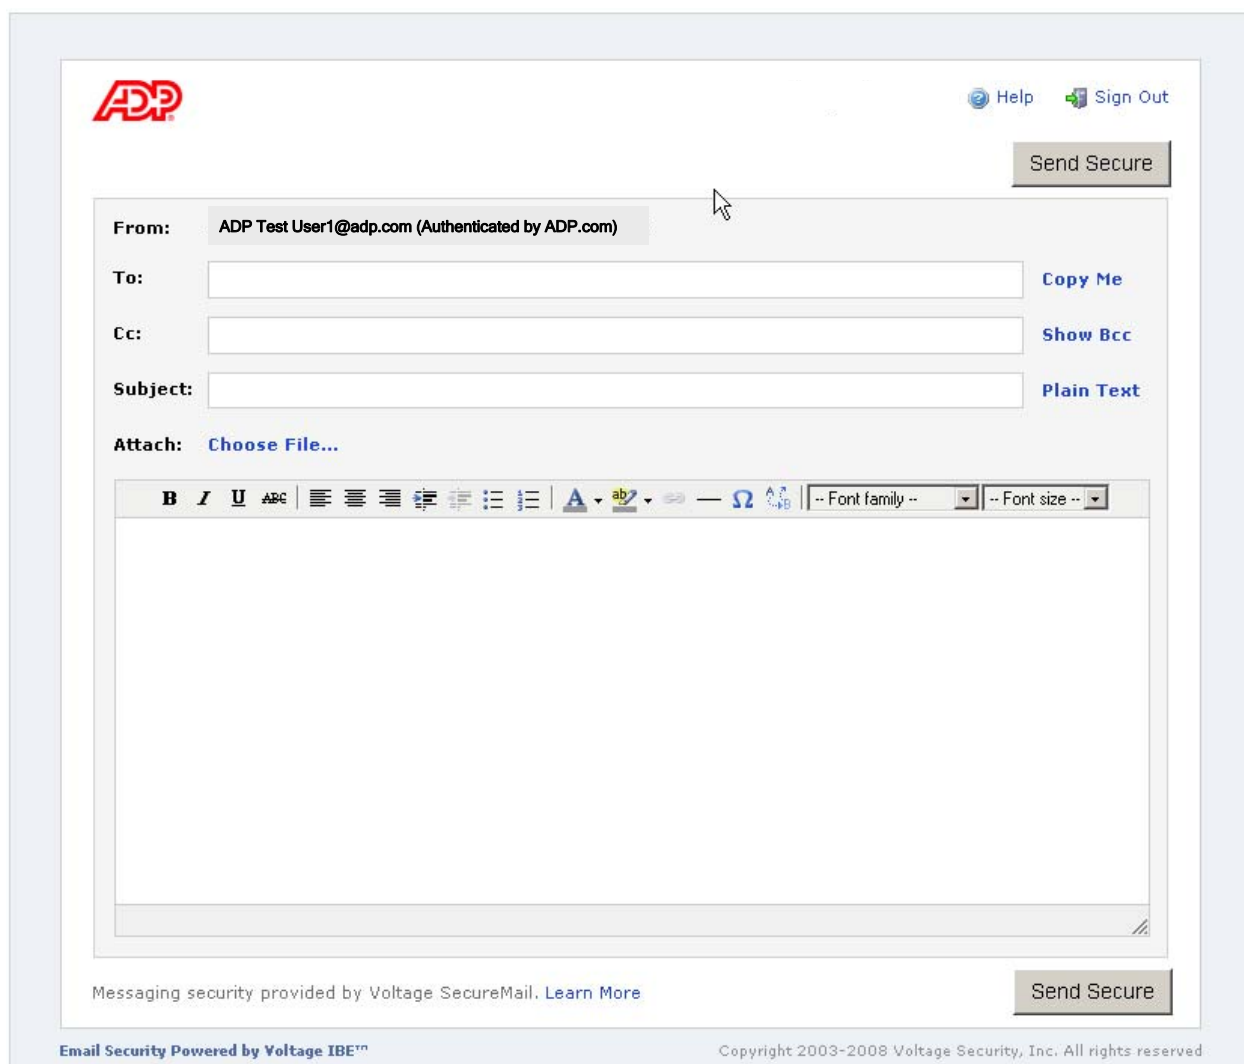 ADP
Help Sign Out
Send Secure
From: ADP Test User1@adp.com (Authenticated by ADP.com)
To: Copy Me
Cc: Show Bcc
Subject: Plain Text
Attach: Choose File...
B I U ABC A ab Ω A B -- Font family -- -- Font size --
Messaging security provided by Voltage SecureMail. Learn More
Send Secure
Email Security Powered by Voltage IBE™ Copyright 2003-2008 Voltage Security, Inc. All rights reserved